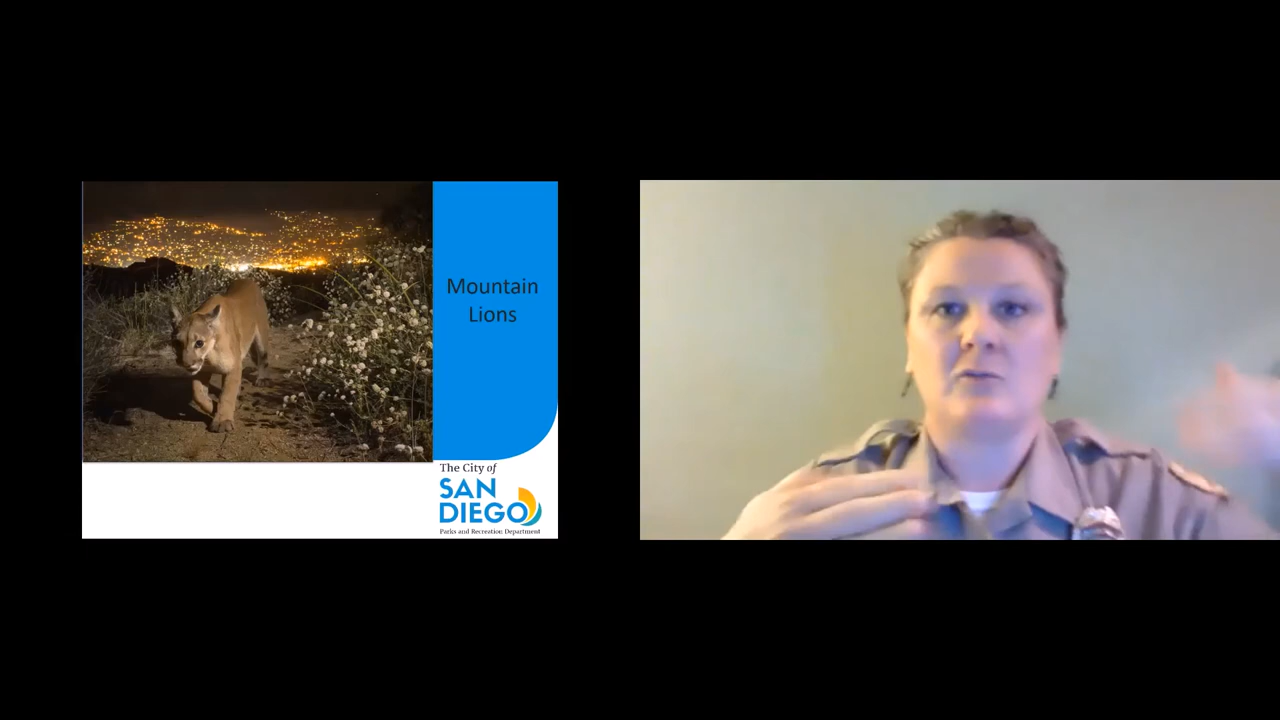 Mountain
Lions
The City of
SAN
DIEGO
Parks and Recreation Department